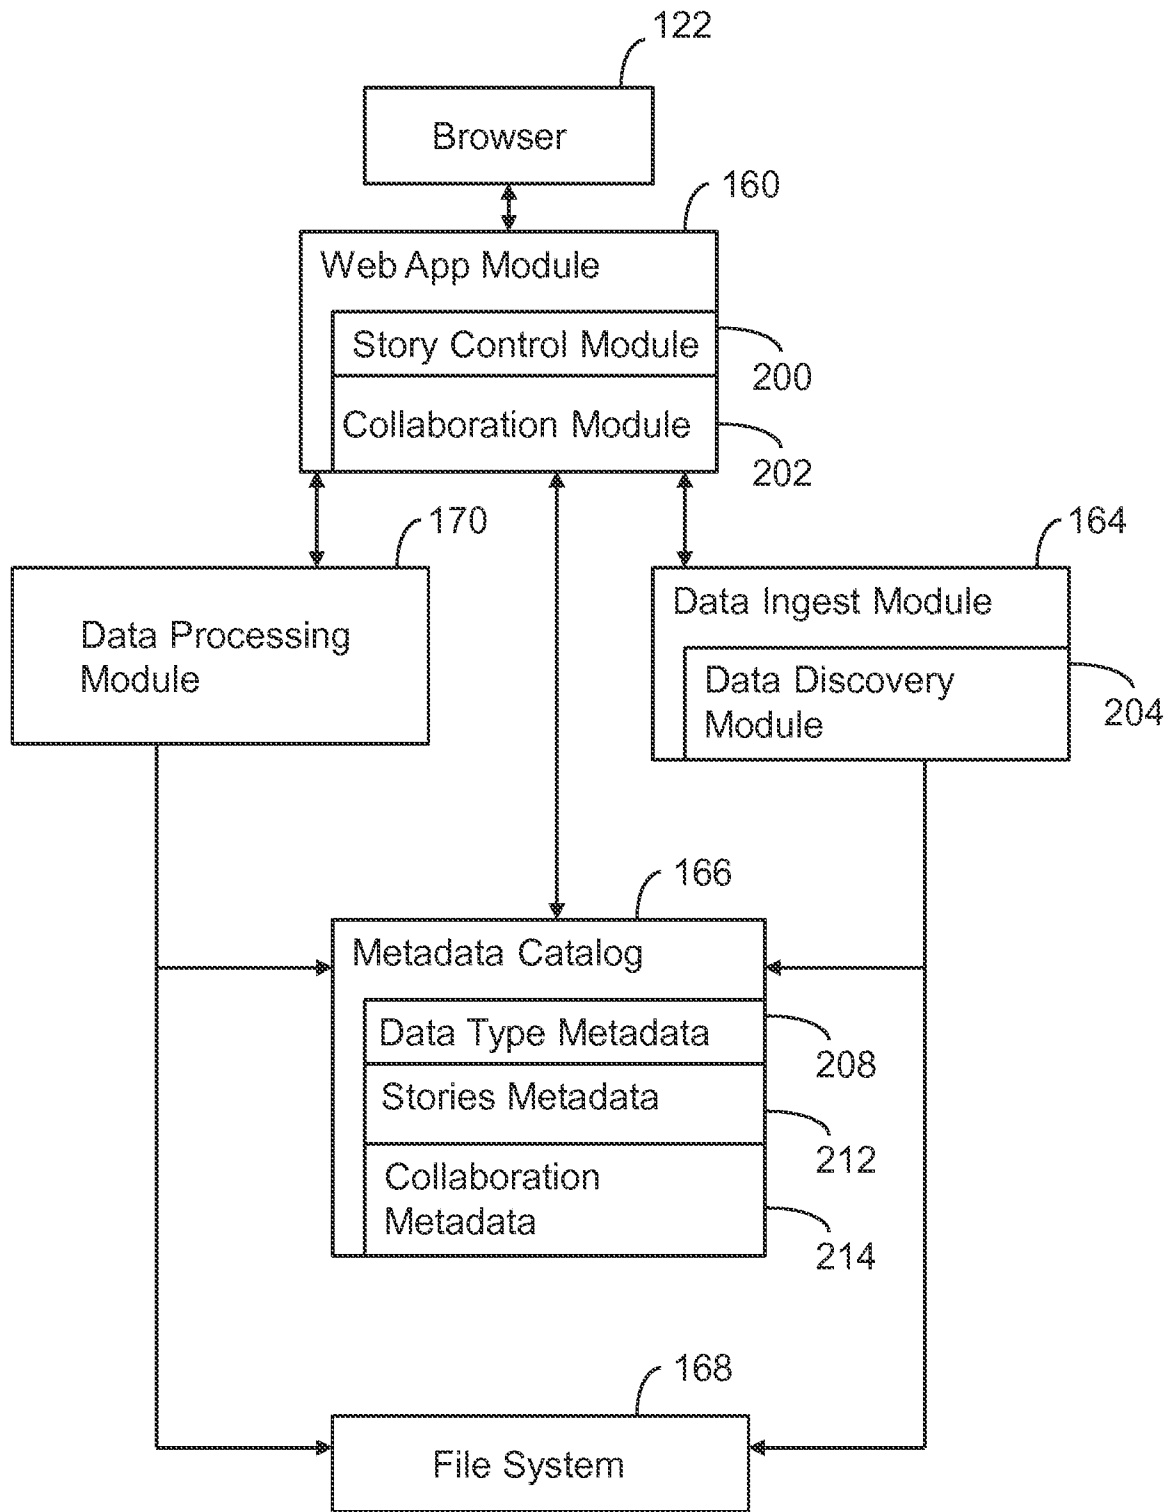 122
Browser
160
Web App Module
Story Control Module
200
Collaboration Module
202
170
164
Data Processing
Module
Data Ingest Module
Data Discovery
Module
204
166
Metadata Catalog
Data Type Metadata
208
Stories Metadata
212
Collaboration
Metadata
214
168
File System